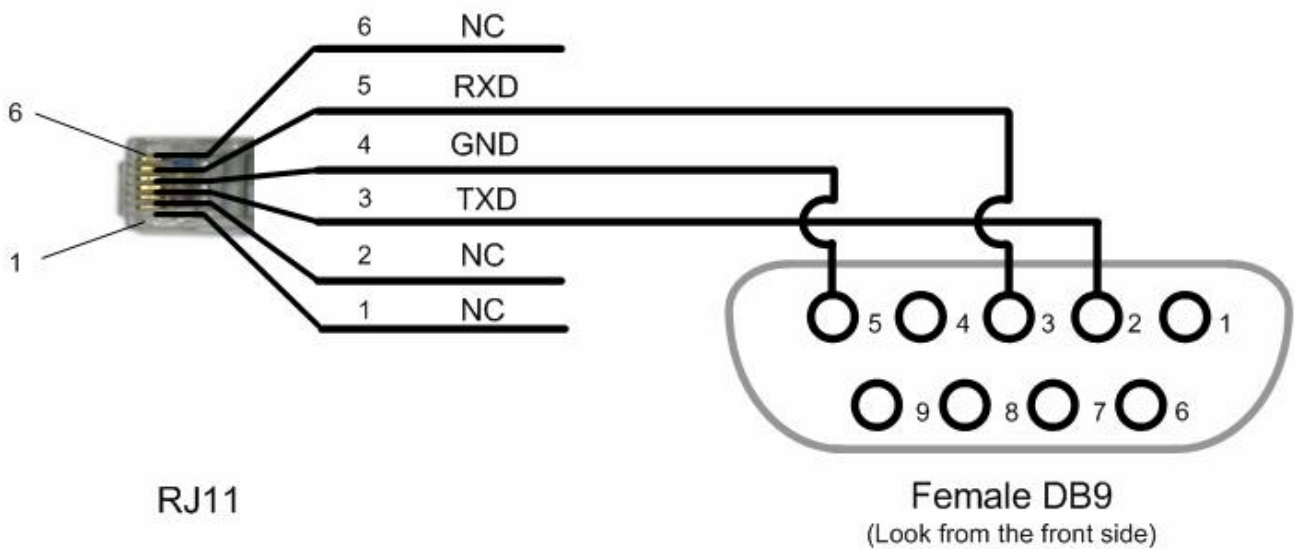 6 NC
5 RXD
6
4 GND
3 TXD
1
2 NC
1 NC
5 4 3 2 1
9 8 7 6
RJ11
Female DB9
(Look from the front side)